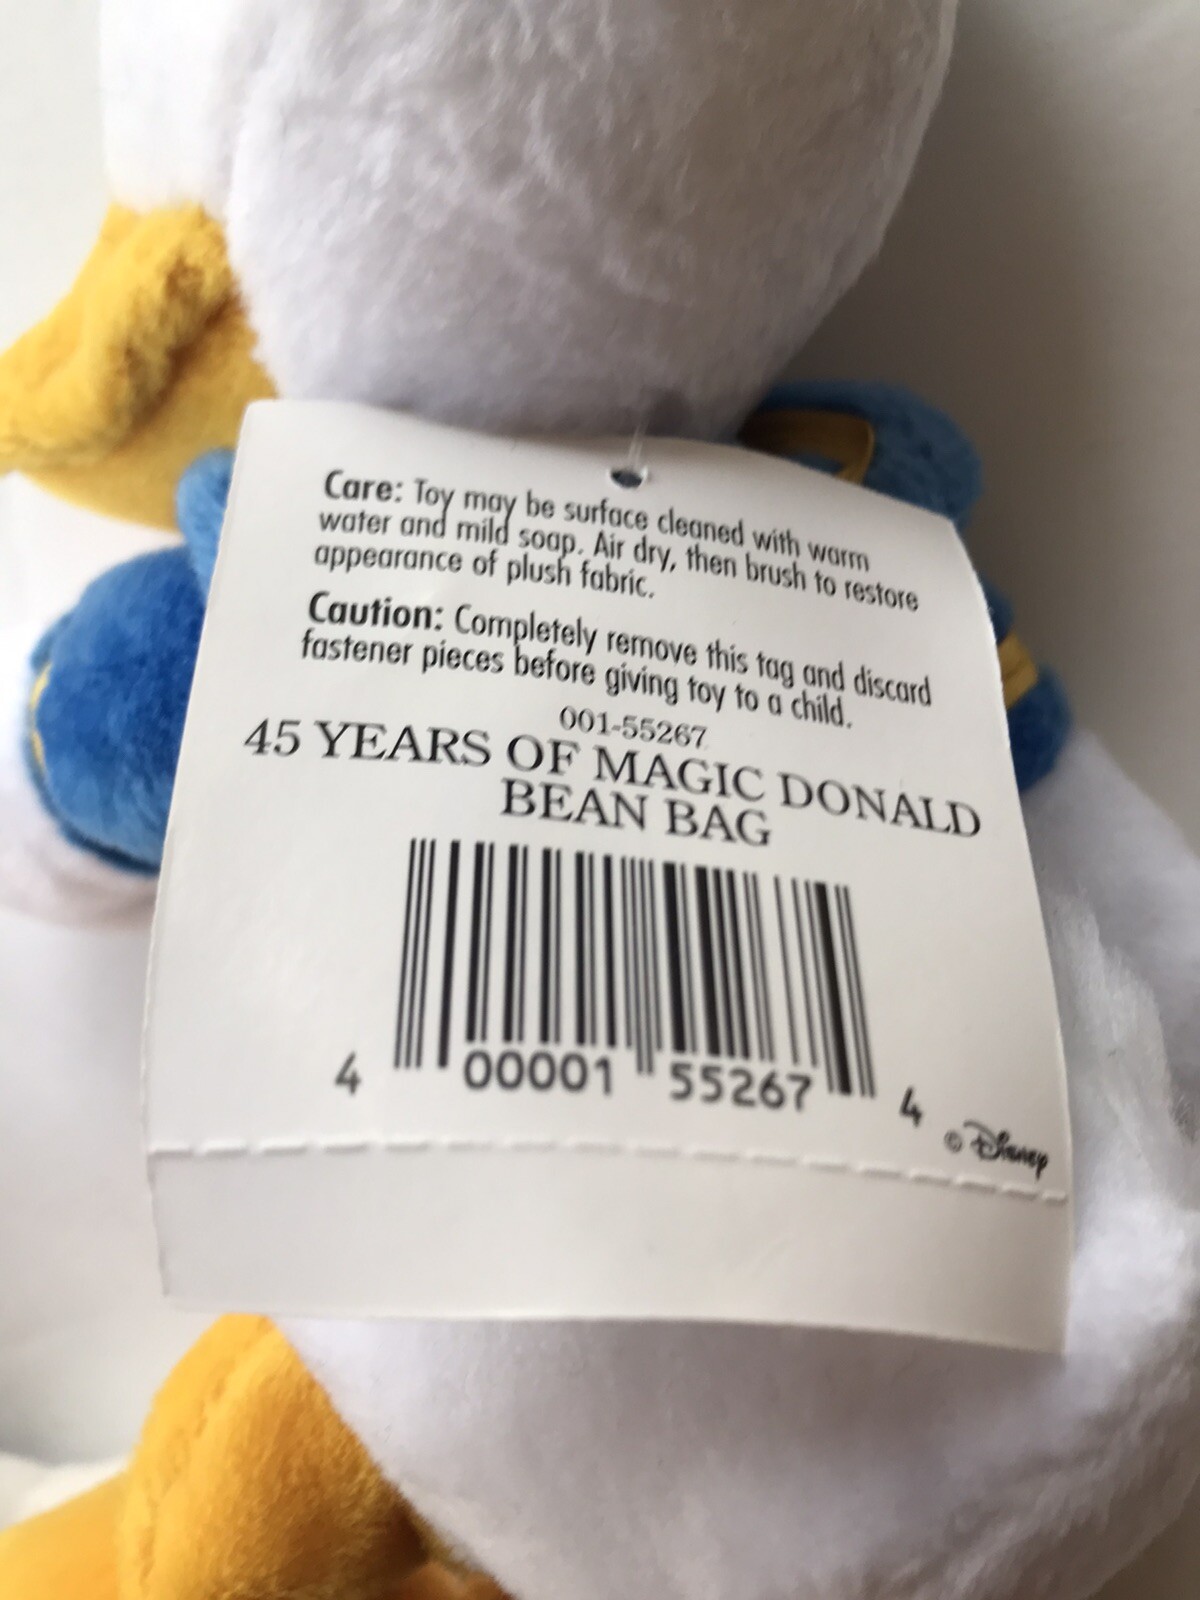 Care: Toy may be surface cleaned with warm
water and mild soap. Air dry, then brush to restore
appearance of plush fabric.
Caution: Completely remove this tag and discard
fastener pieces before giving toy to a child.
001-55267
45 YEARS OF MAGIC DONALD
BEAN BAG
4 00001 55267 4
© Disney